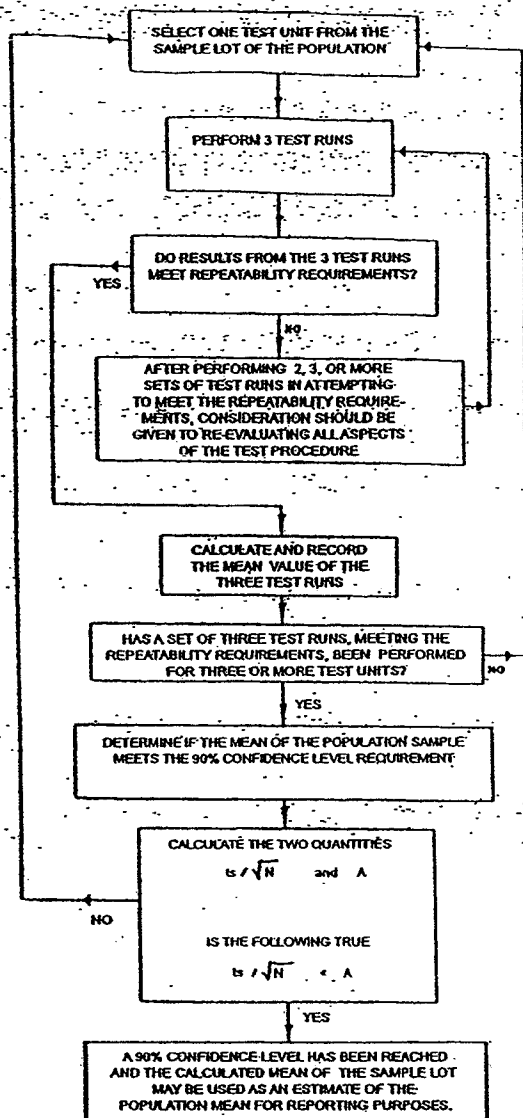 SELECT ONE TEST UNIT FROM THE
SAMPLE LOT OF THE POPULATION
PERFORM 3 TEST RUNS
DO RESULTS FROM THE 3 TEST RUNS
MEET REPEATABILITY REQUIREMENTS?
YES
NO
AFTER PERFORMING 2, 3, OR MORE
SETS OF TEST RUNS IN ATTEMPTING
TO MEET THE REPEATABILITY REQUIRE-
MENTS, CONSIDERATION SHOULD BE
GIVEN TO RE-EVALUATING ALL ASPECTS
OF THE TEST PROCEDURE
CALCULATE AND RECORD
THE MEAN VALUE OF THE
THREE TEST RUNS
HAS A SET OF THREE TEST RUNS, MEETING THE
REPEATABILITY REQUIREMENTS, BEEN PERFORMED
FOR THREE OR MORE TEST UNITS?
NO
YES
DETERMINE IF THE MEAN OF THE POPULATION SAMPLE
MEETS THE 90% CONFIDENCE LEVEL REQUIREMENT
CALCULATE THE TWO QUANTITIES
ts / √N and A
NO
IS THE FOLLOWING TRUE
ts / √N < A
YES
A 90% CONFIDENCE LEVEL HAS BEEN REACHED
AND THE CALCULATED MEAN OF THE SAMPLE LOT
MAY BE USED AS AN ESTIMATE OF THE
POPULATION MEAN FOR REPORTING PURPOSES.